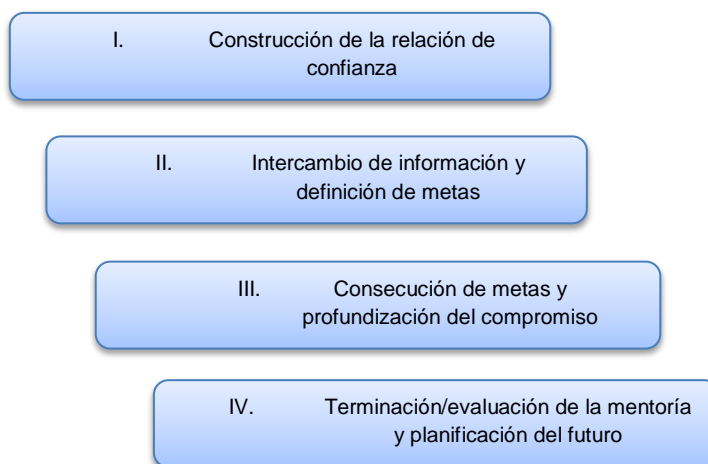 I. Construcción de la relación de
confianza
II. Intercambio de información y
definición de metas
III. Consecución de metas y
profundización del compromiso
IV. Terminación/evaluación de la mentoría
y planificación del futuro